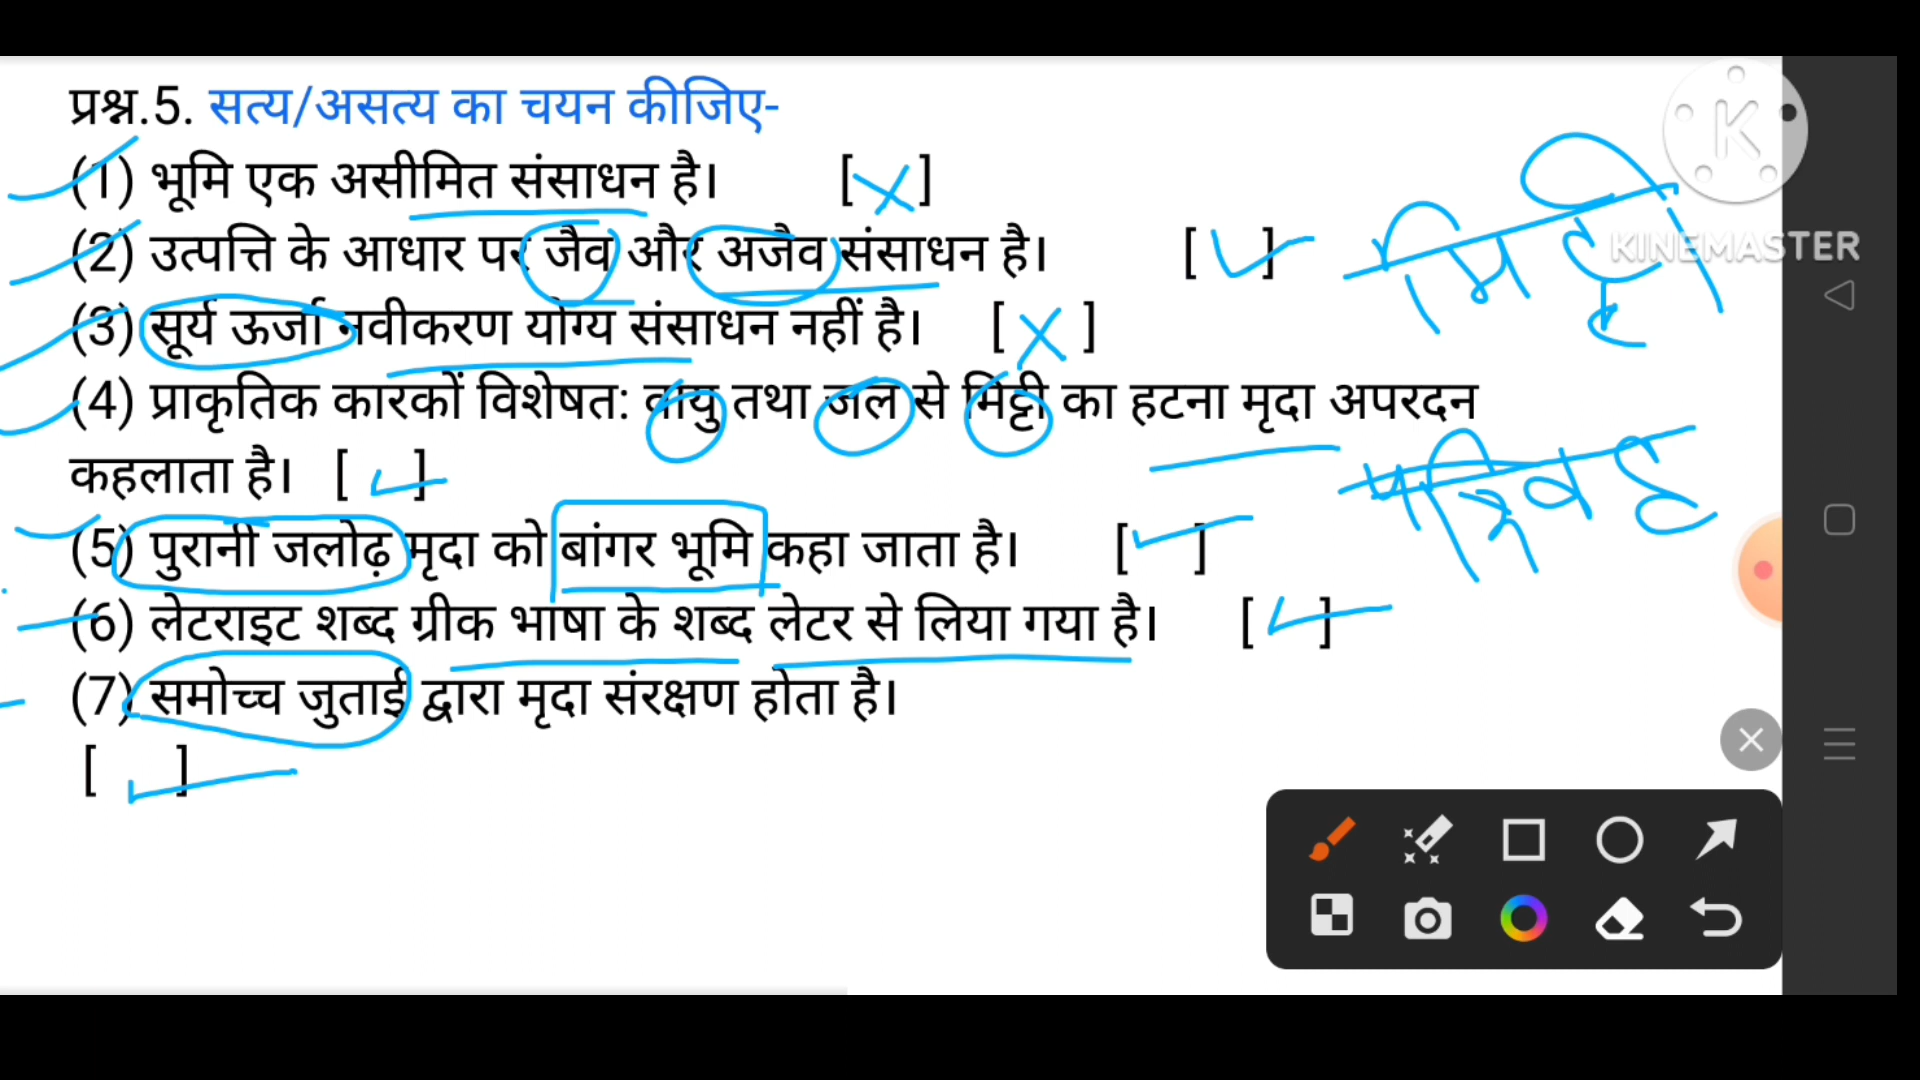 प्रश्न.5. सत्य/असत्य का चयन कीजिए-
(1) भूमि एक असीमित संसाधन है। [×]
(2) उत्पत्ति के आधार पर जैव और अजैव संसाधन है। [✓]
(3) सूर्य ऊर्जा नवीकरण योग्य संसाधन नहीं है। [×]
(4) प्राकृतिक कारकों विशेषत: वायु तथा जल से मिट्टी का हटना मृदा अपरदन
कहलाता है। [✓]
(5) पुरानी जलोढ़ मृदा को बांगर भूमि कहा जाता है। [✓]
(6) लेटराइट शब्द ग्रीक भाषा के शब्द लेटर से लिया गया है। [✓]
(7) समोच्च जुताई द्वारा मृदा संरक्षण होता है।
[✓]
K
KINEMASTER
मिट्टी